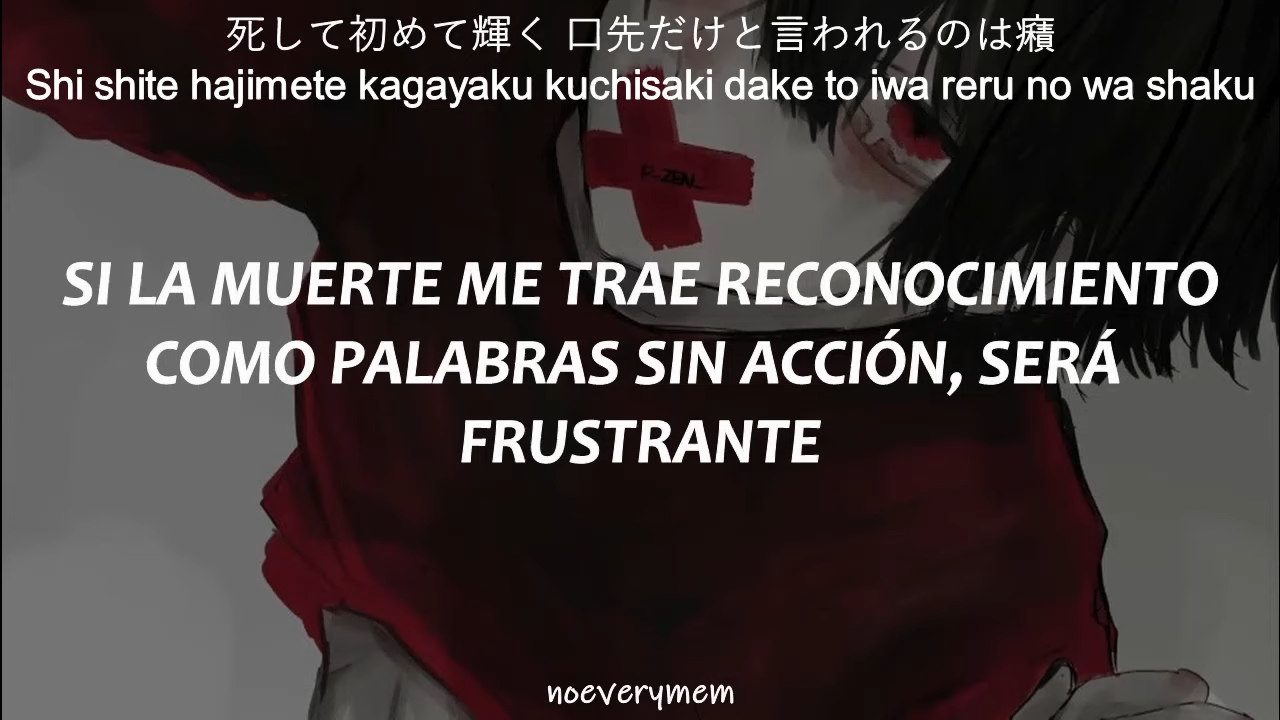 死して初めて輝く 口先だけと言われるのは癪
Shi shite hajimete kagayaku kuchisaki dake to iwa reru no wa shaku
SI LA MUERTE ME TRAE RECONOCIMIENTO
COMO PALABRAS SIN ACCIÓN, SERÁ
FRUSTRANTE
noeverymem